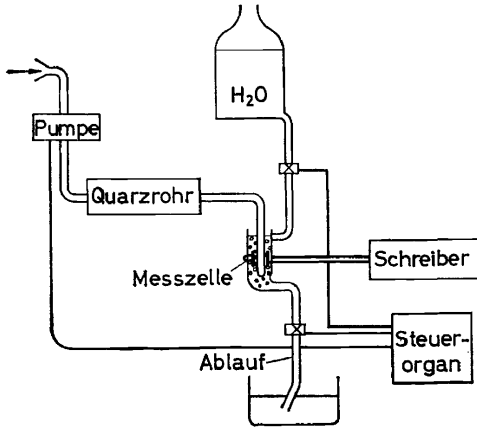 H₂O
Pumpe
Quarzrohr
Messzelle
Schreiber
Ablauf
Steuer-
organ